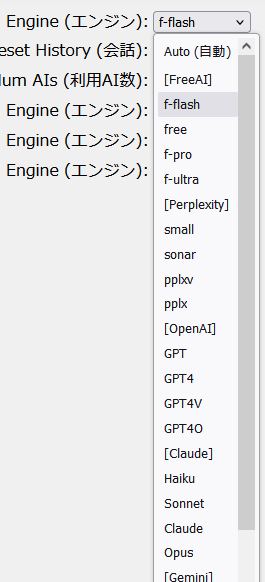 Engine (エンジン): f-flash
eset History (会話):
lum AIs (利用AI数):
Engine (エンジン):
Engine (エンジン):
Engine (エンジン):
Auto (自動)
[FreeAI]
f-flash
free
f-pro
f-ultra
[Perplexity]
small
sonar
pplxv
pplx
[OpenAI]
GPT
GPT4
GPT4V
GPT4O
[Claude]
Haiku
Sonnet
Claude
Opus
[Gemini]